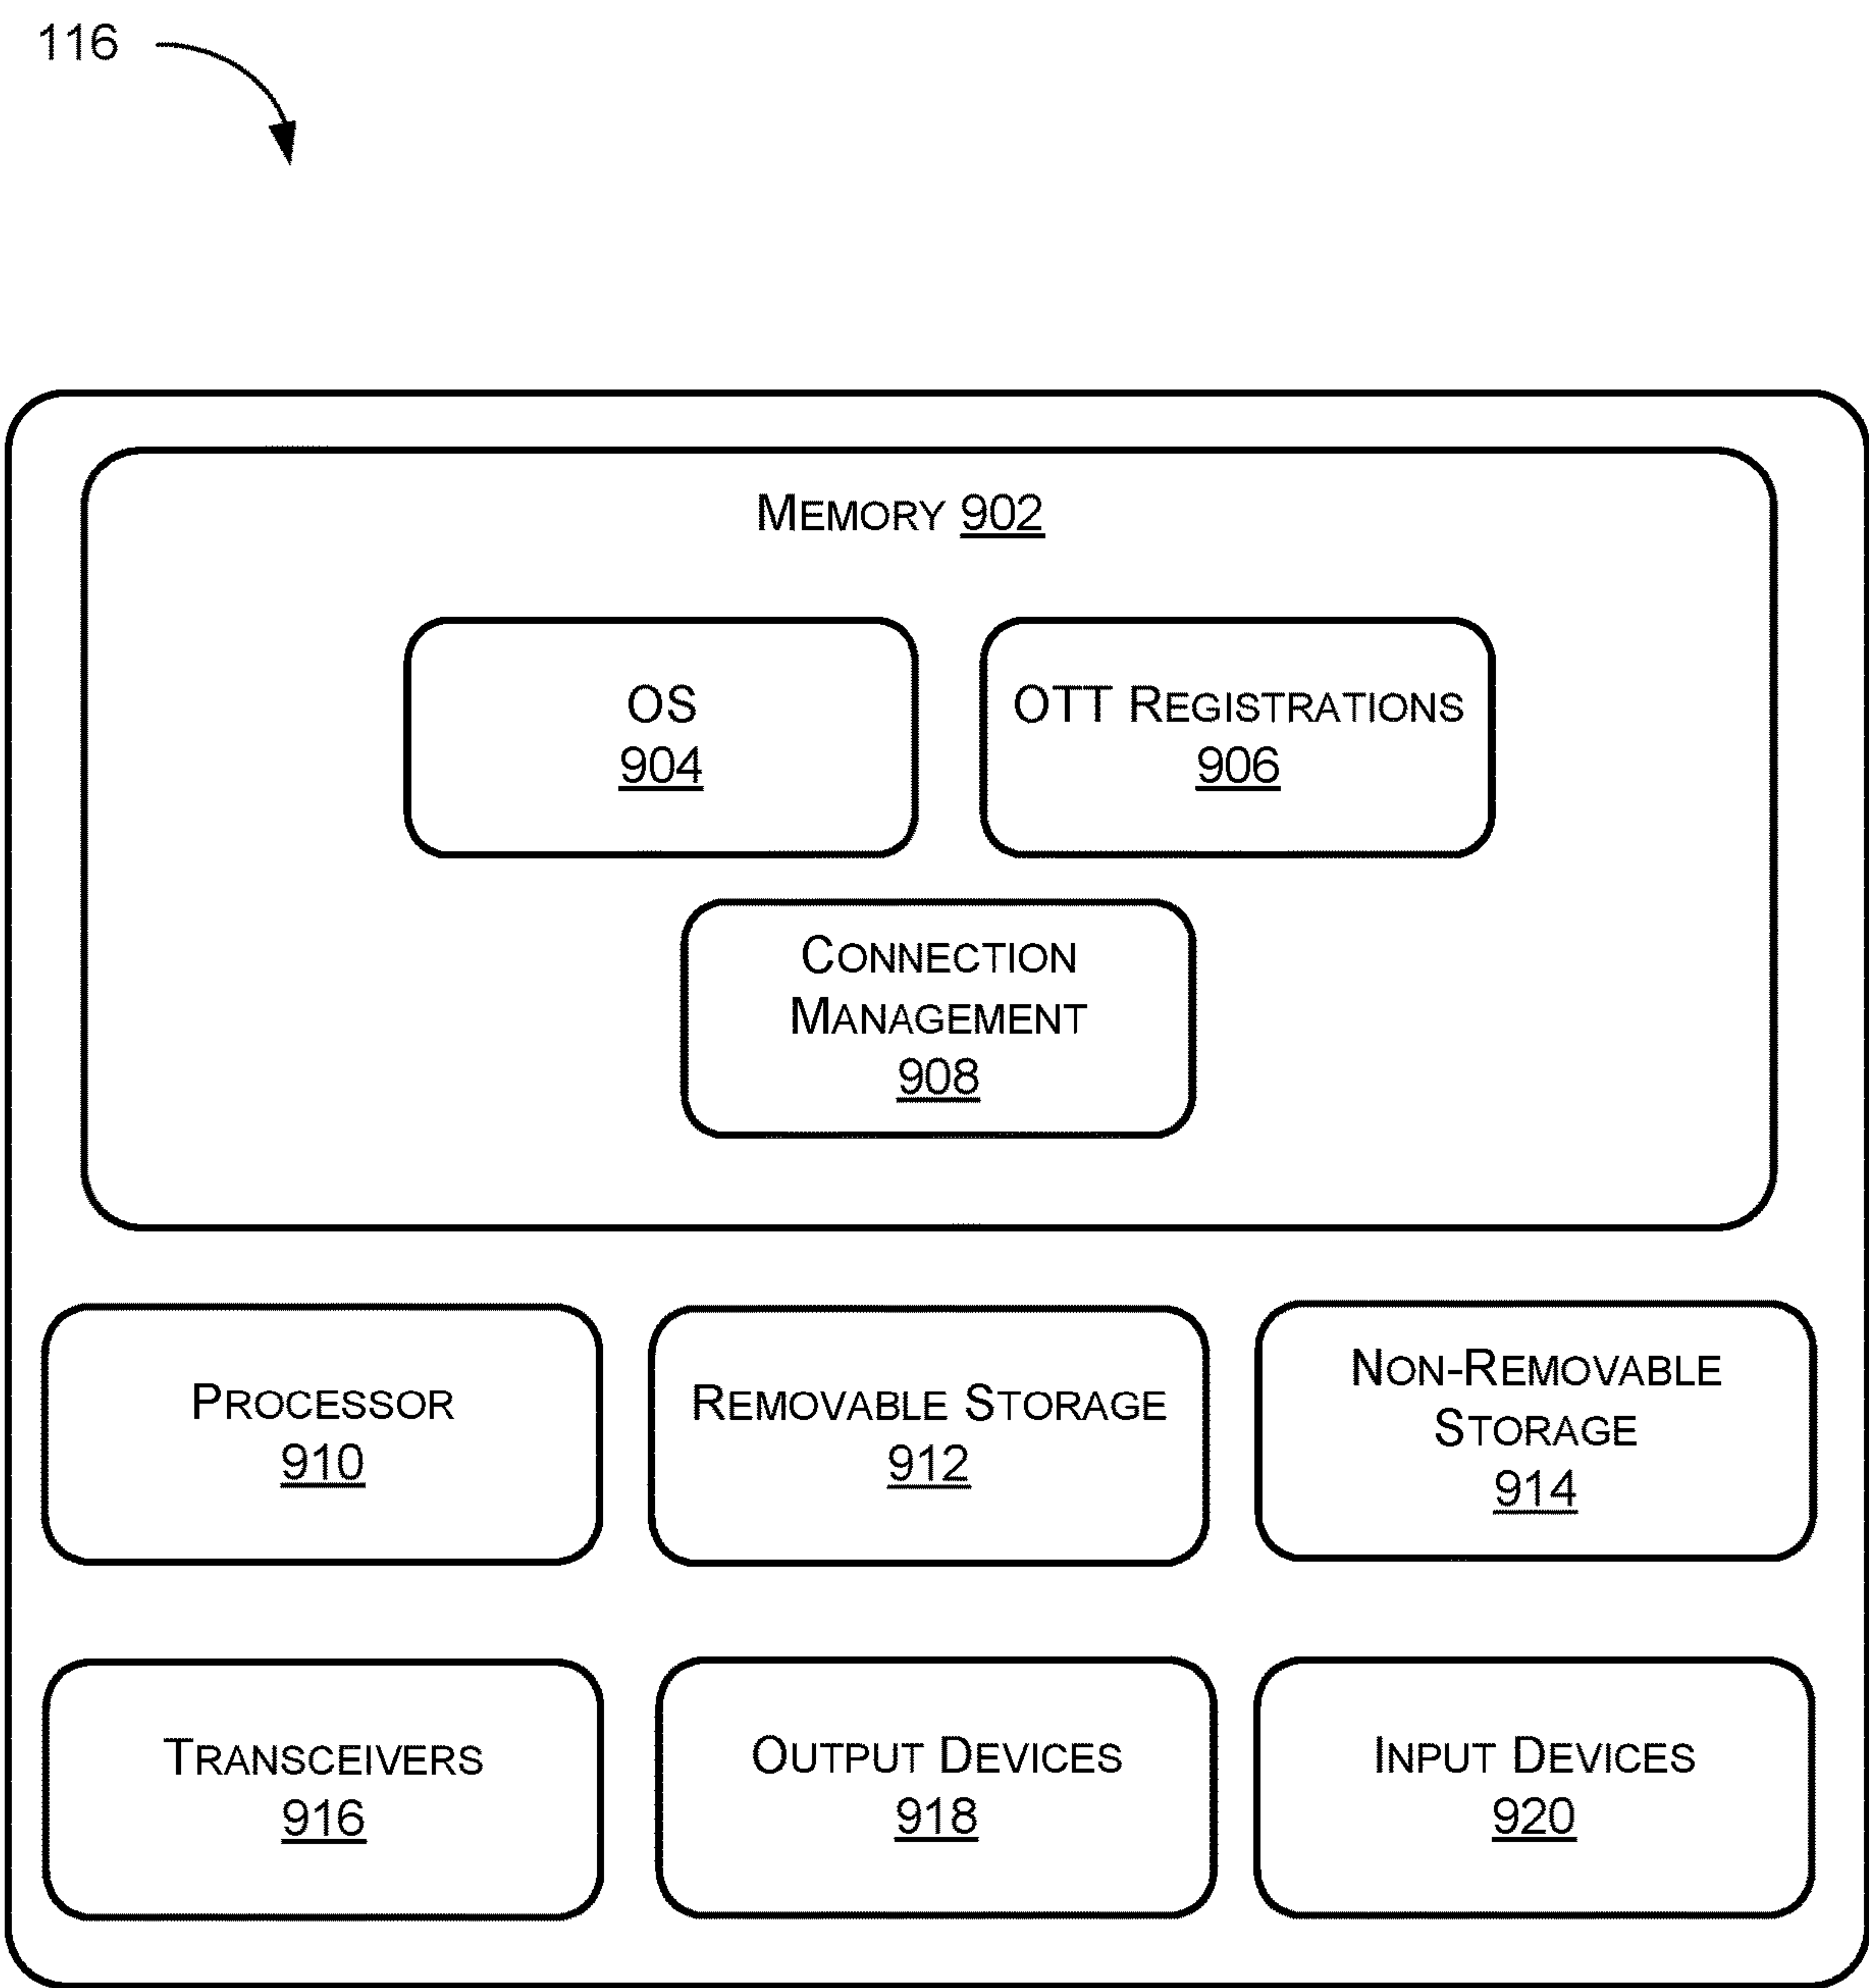 116
MEMORY 902
OS
904
OTT REGISTRATIONS
906
CONNECTION
MANAGEMENT
908
PROCESSOR
910
REMOVABLE STORAGE
912
NON-REMOVABLE
STORAGE
914
TRANSCEIVERS
916
OUTPUT DEVICES
918
INPUT DEVICES
920